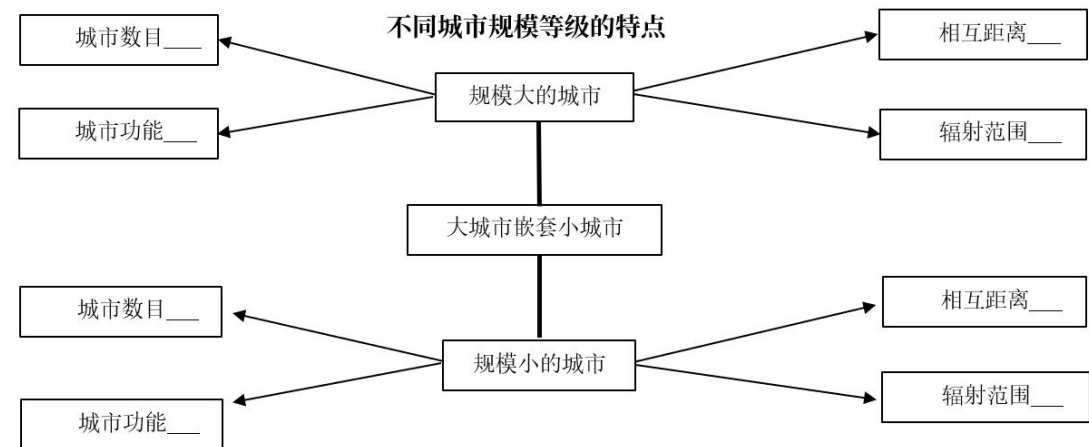 不同城市规模等级的特点
城市数目___
相互距离___
规模大的城市
城市功能___
辐射范围___
大城市嵌套小城市
城市数目___
相互距离___
规模小的城市
城市功能___
辐射范围___